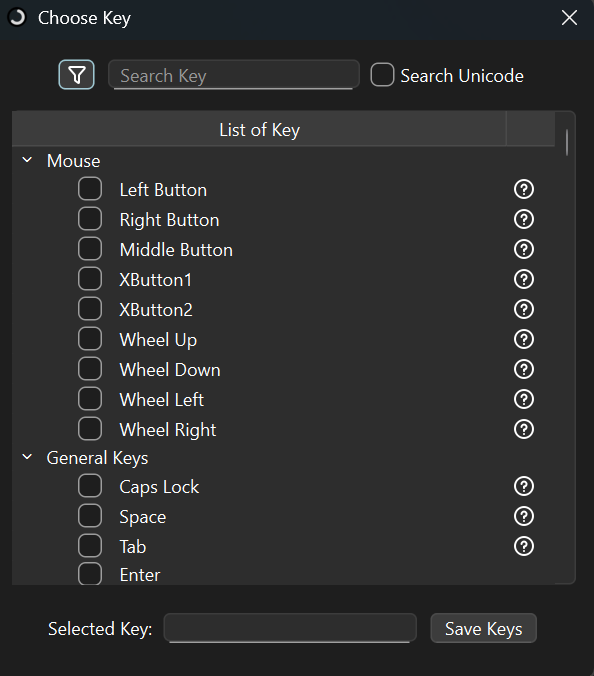 Choose Key
Search Key
Search Unicode
List of Key
Mouse
Left Button
Right Button
Middle Button
XButton1
XButton2
Wheel Up
Wheel Down
Wheel Left
Wheel Right
General Keys
Caps Lock
Space
Tab
Enter
Selected Key:
Save Keys